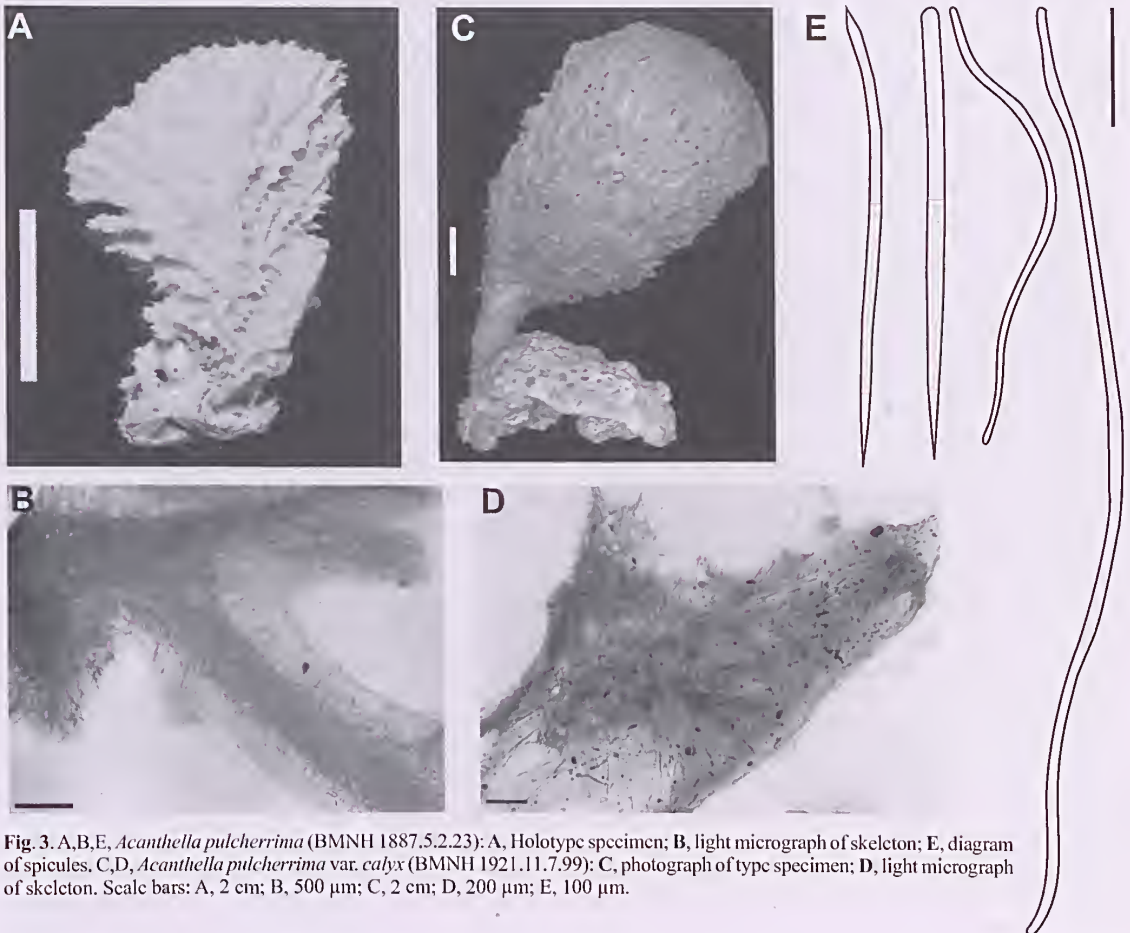 A
C
E
B
D
Fig. 3. A,B,E, Acanthella pulcherrima (BMNH 1887.5.2.23): A, Holotype specimen; B, light micrograph of skeleton; E, diagram
of spicules. C,D, Acanthella pulcherrima var. calyx (BMNH 1921.11.7.99): C, photograph of type specimen; D, light micrograph
of skeleton. Scale bars: A, 2 cm; B, 500 µm; C, 2 cm; D, 200 µm; E, 100 µm.